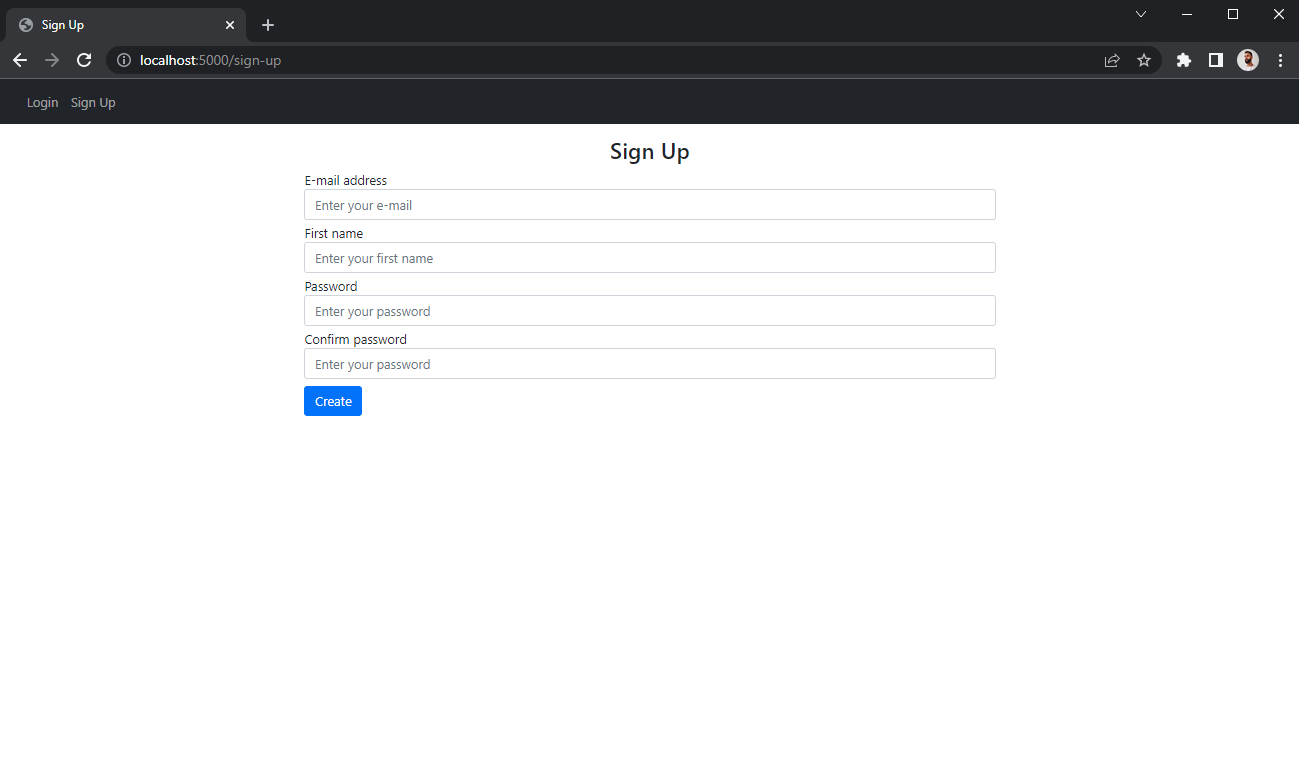 Sign Up
localhost:5000/sign-up
Login Sign Up
Sign Up
E-mail address
Enter your e-mail
First name
Enter your first name
Password
Enter your password
Confirm password
Enter your password
Create